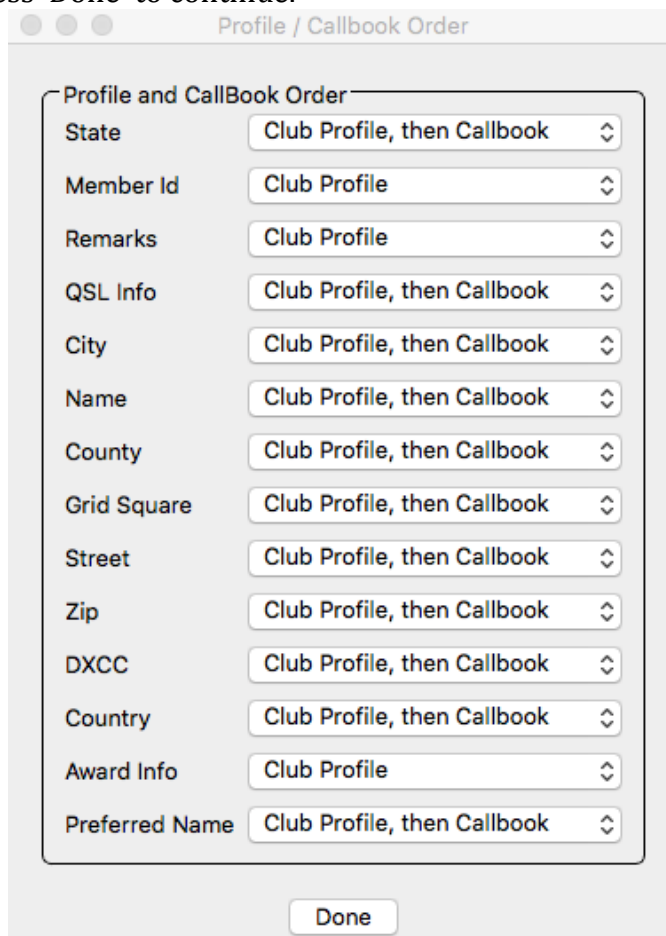 to continue.
Profile / Callbook Order
Profile and CallBook Order
State Club Profile, then Callbook
Member Id Club Profile
Remarks Club Profile
QSL Info Club Profile, then Callbook
City Club Profile, then Callbook
Name Club Profile, then Callbook
County Club Profile, then Callbook
Grid Square Club Profile, then Callbook
Street Club Profile, then Callbook
Zip Club Profile, then Callbook
DXCC Club Profile, then Callbook
Country Club Profile, then Callbook
Award Info Club Profile
Preferred Name Club Profile, then Callbook
Done